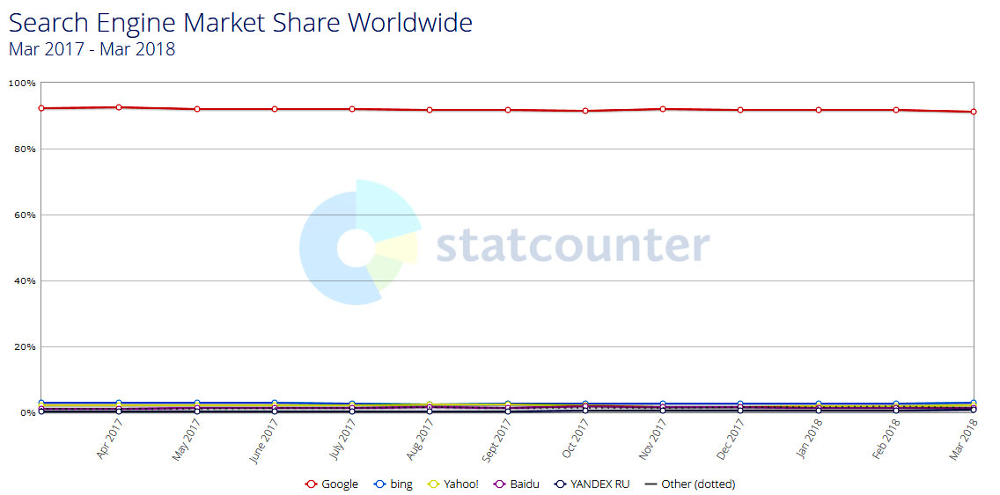 Search Engine Market Share Worldwide
Mar 2017 - Mar 2018
100%
80%
60%
40%
20%
0%
statcounter
Apr 2017
May 2017
June 2017
July 2017
Aug 2017
Sept 2017
Oct 2017
Nov 2017
Dec 2017
Jan 2018
Feb 2018
Mar 2018
Google bing Yahoo! Baidu YANDEX RU Other (dotted)